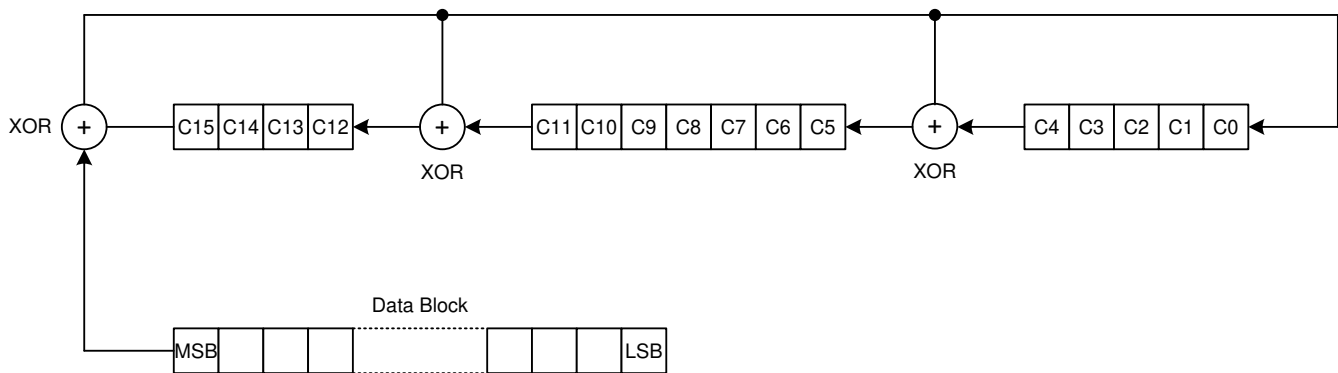 XOR + C15 C14 C13 C12 + C11 C10 C9 C8 C7 C6 C5 + C4 C3 C2 C1 C0
XOR XOR
Data Block
MSB LSB